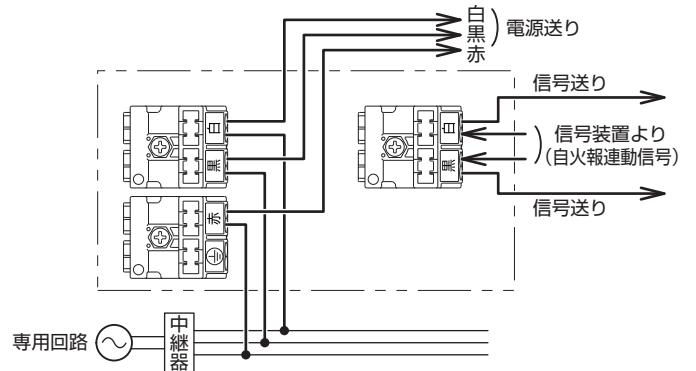 白
黒
赤
電源送り
白
黒
赤
白
黒
信号送り
信号装置より
(自火報連動信号)
信号送り
専用回路
中継器